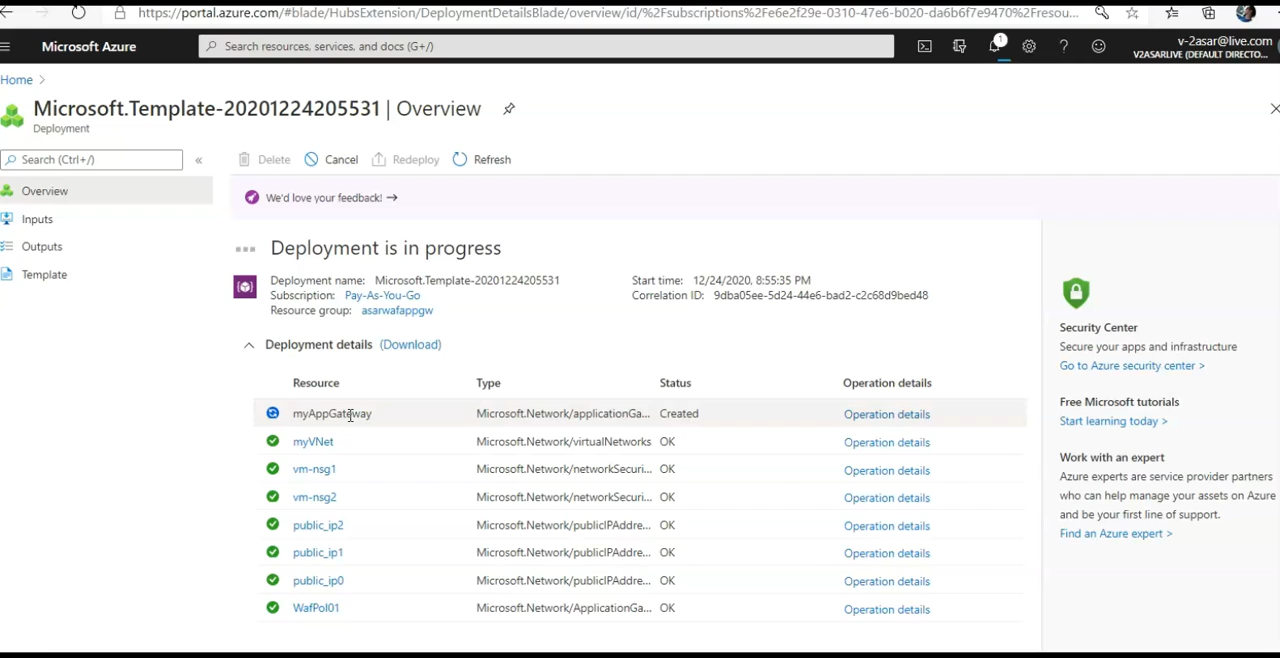 https://portal.azure.com/#blade/HubsExtension/DeploymentDetailsBlade/overview/id/%2Fsubscriptions%2Fe6e2f29e-0310-47e6-b020-da6b6f7e9470%2Fresou...
Microsoft Azure
Search resources, services, and docs (G+/)
1
v-2asar@live.com
V2ASARLIVE (DEFAULT DIRECTO...
Home >
Microsoft.Template-20201224205531 | Overview
Deployment
Search (Ctrl+/)
«
Delete
Cancel
Redeploy
Refresh
Overview
Inputs
Outputs
Template
We'd love your feedback! →
Deployment is in progress
Deployment name: Microsoft.Template-20201224205531
Subscription: Pay-As-You-Go
Resource group: asarwafappgw
Start time: 12/24/2020, 8:55:35 PM
Correlation ID: 9dba05ee-5d24-44e6-bad2-c2c68d9bed48
Deployment details (Download)
Resource Type Status Operation details
myAppGateway Microsoft.Network/applicationGa... Created Operation details
myVNet Microsoft.Network/virtualNetworks OK Operation details
vm-nsg1 Microsoft.Network/networkSecuri... OK Operation details
vm-nsg2 Microsoft.Network/networkSecuri... OK Operation details
public_ip2 Microsoft.Network/publicIPAddre... OK Operation details
public_ip1 Microsoft.Network/publicIPAddre... OK Operation details
public_ip0 Microsoft.Network/publicIPAddre... OK Operation details
WafPol01 Microsoft.Network/ApplicationGa... OK Operation details
Security Center
Secure your apps and infrastructure
Go to Azure security center >
Free Microsoft tutorials
Start learning today >
Work with an expert
Azure experts are service provider partners
who can help manage your assets on Azure
and be your first line of support.
Find an Azure expert >